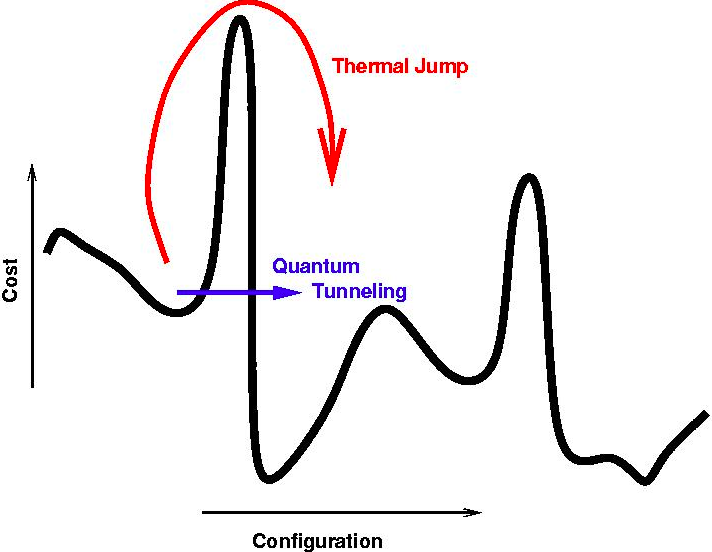 Thermal Jump
Quantum
Tunneling
Cost
Configuration